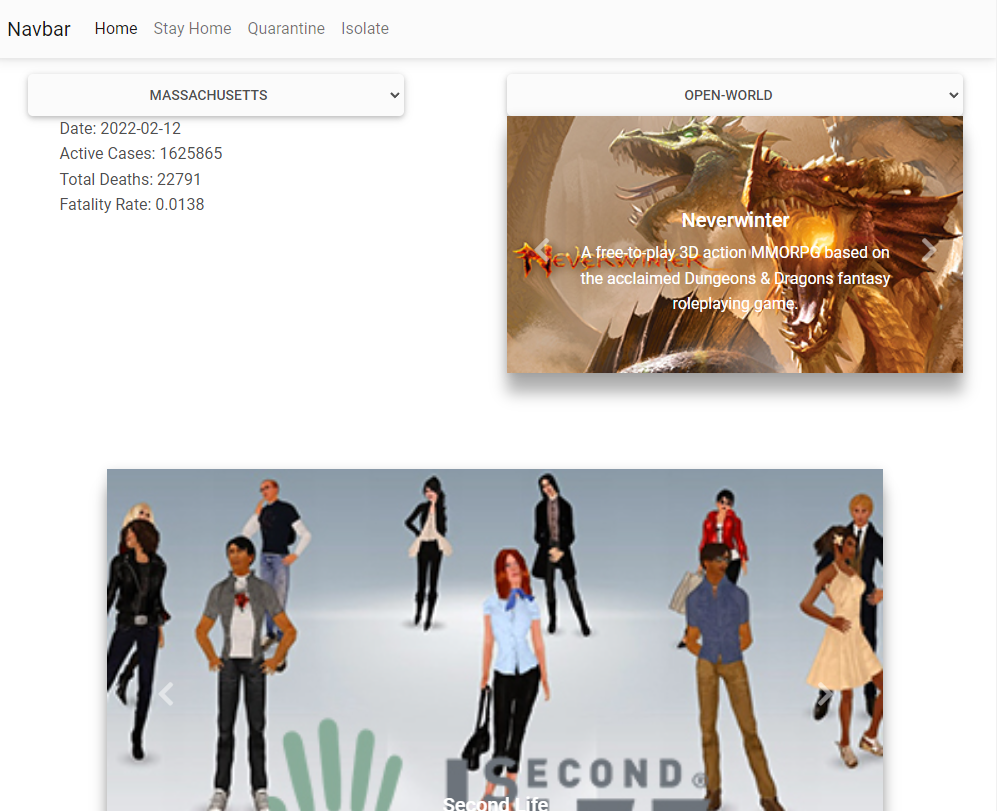 Navbar Home Stay Home Quarantine Isolate
MASSACHUSETTS
Date: 2022-02-12
Active Cases: 1625865
Total Deaths: 22791
Fatality Rate: 0.0138
OPEN-WORLD
Neverwinter
NEVERWINTER
A free-to-play 3D action MMORPG based on
the acclaimed Dungeons & Dragons fantasy
roleplaying game.
SECOND®
Second Life